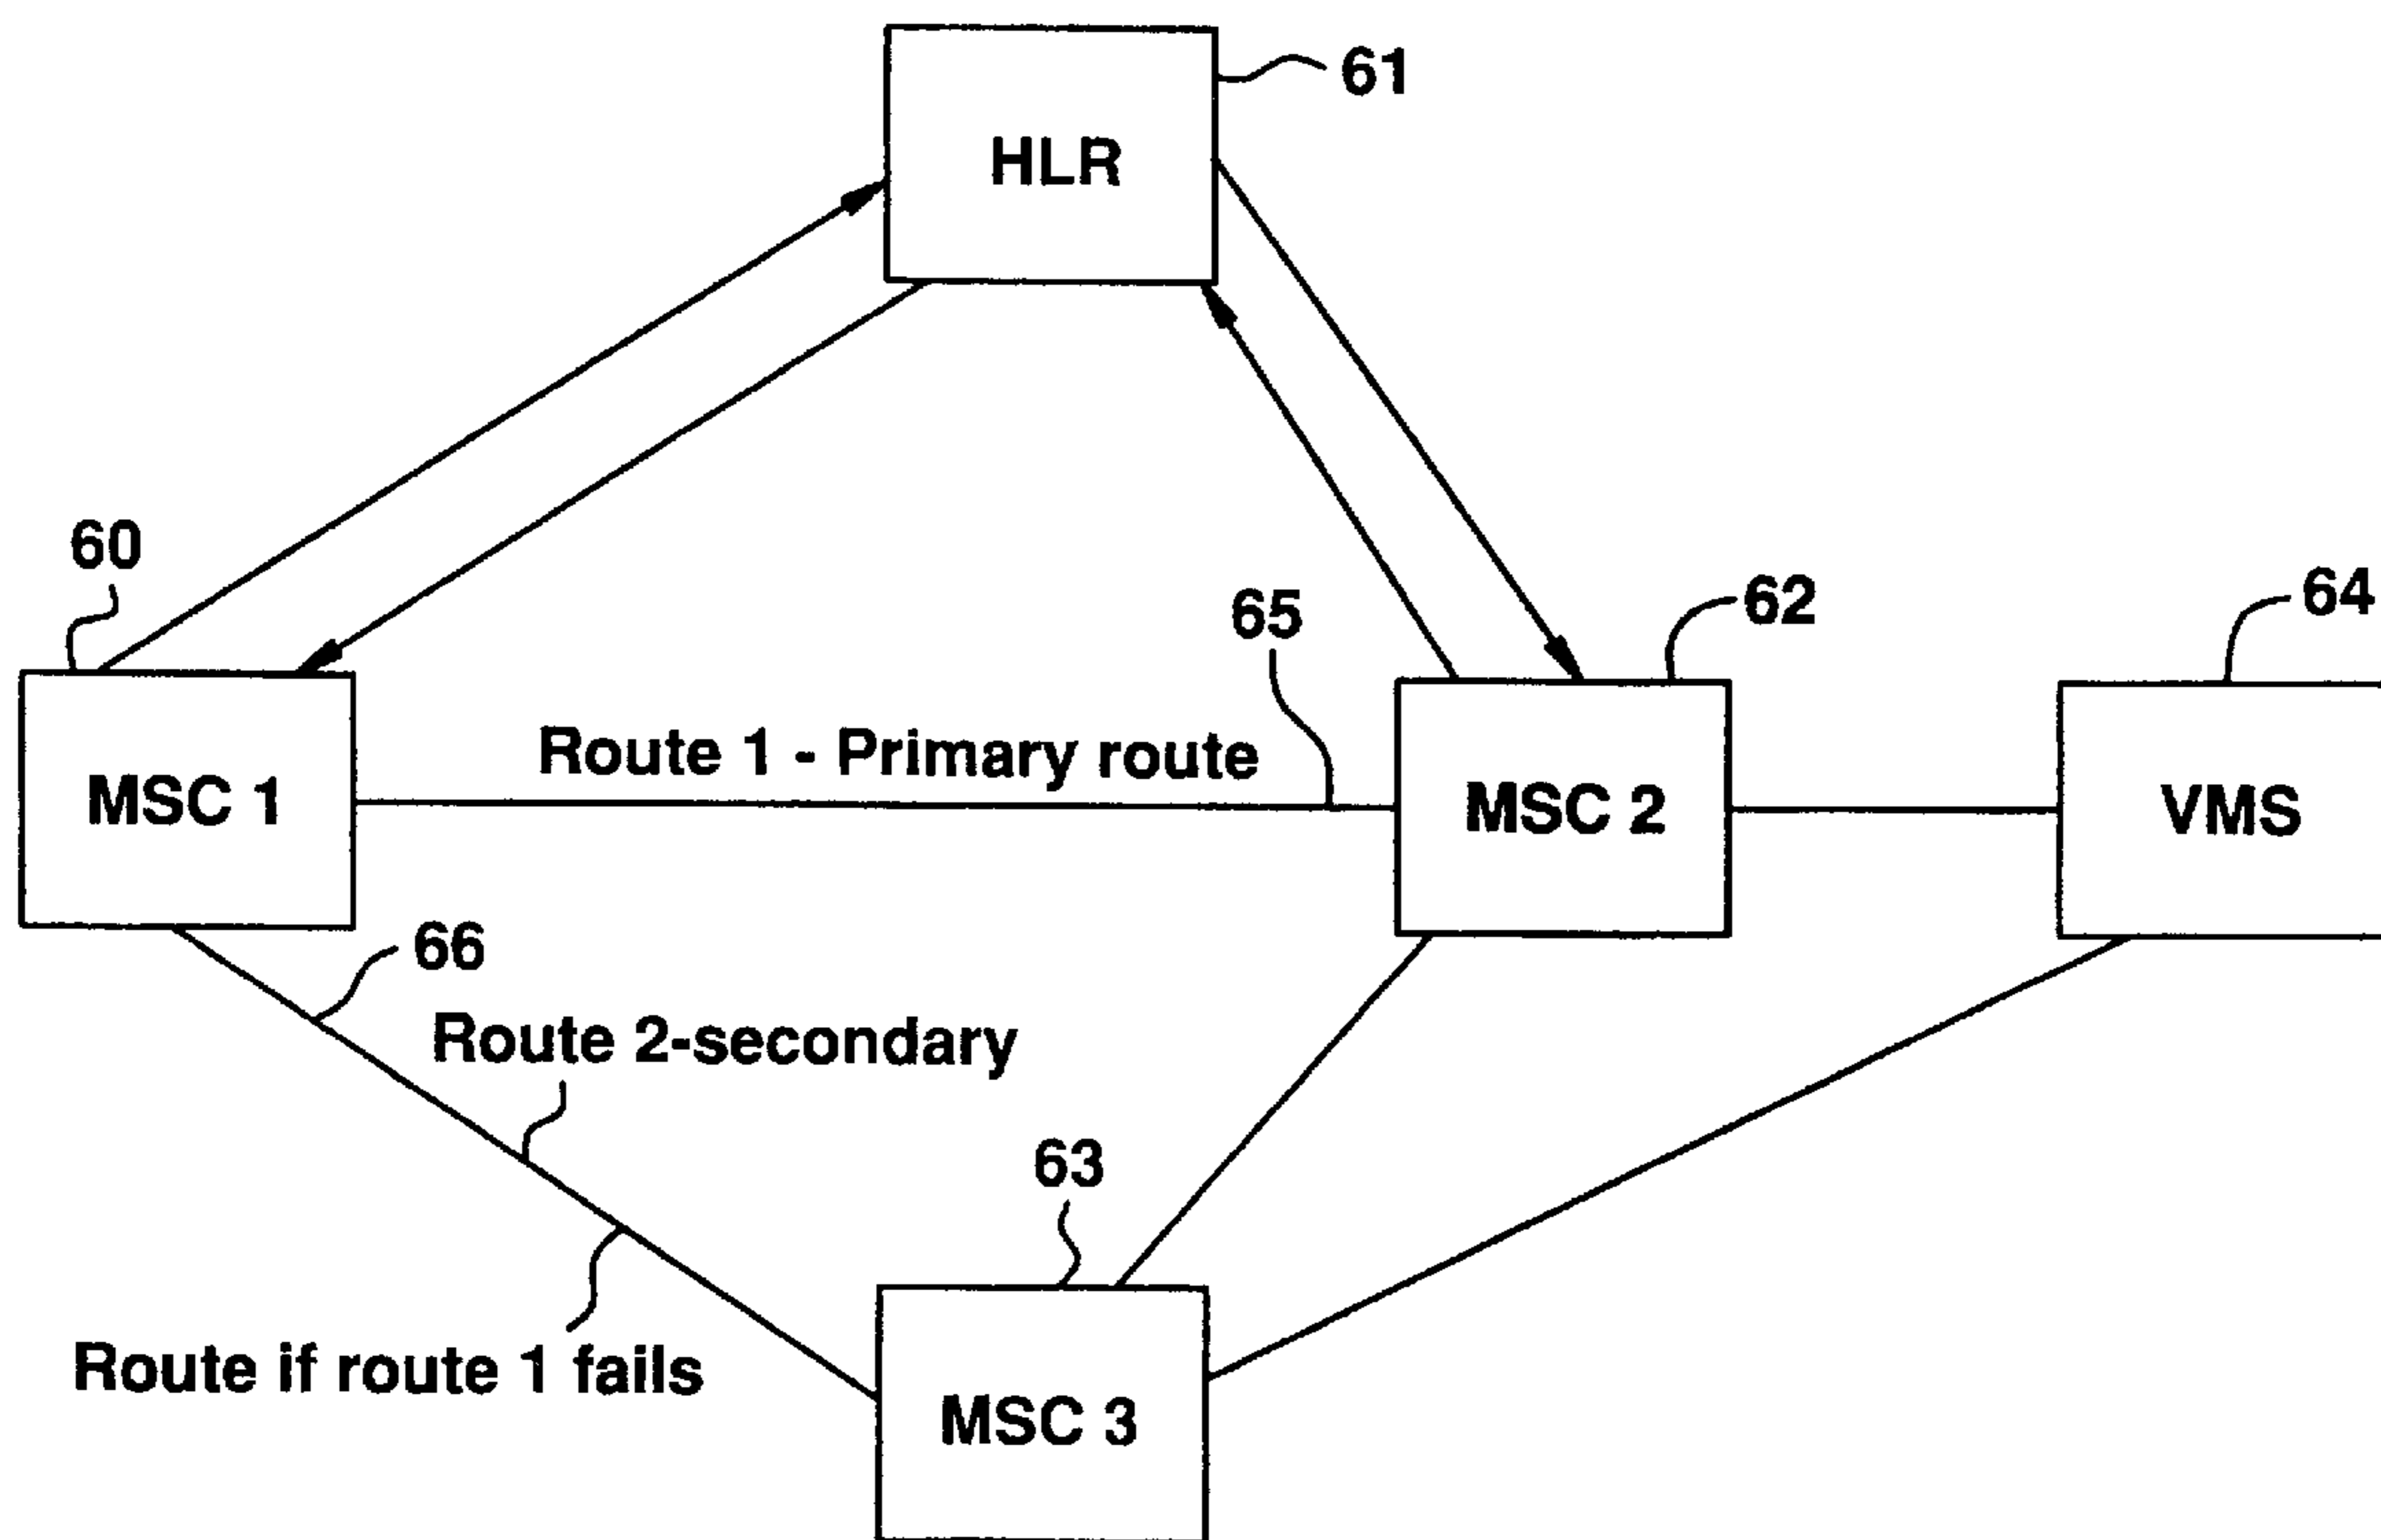 61
HLR
60
65
62
64
Route 1 - Primary route
MSC 1
MSC 2
VMS
66
Route 2-secondary
63
Route if route 1 fails
MSC 3